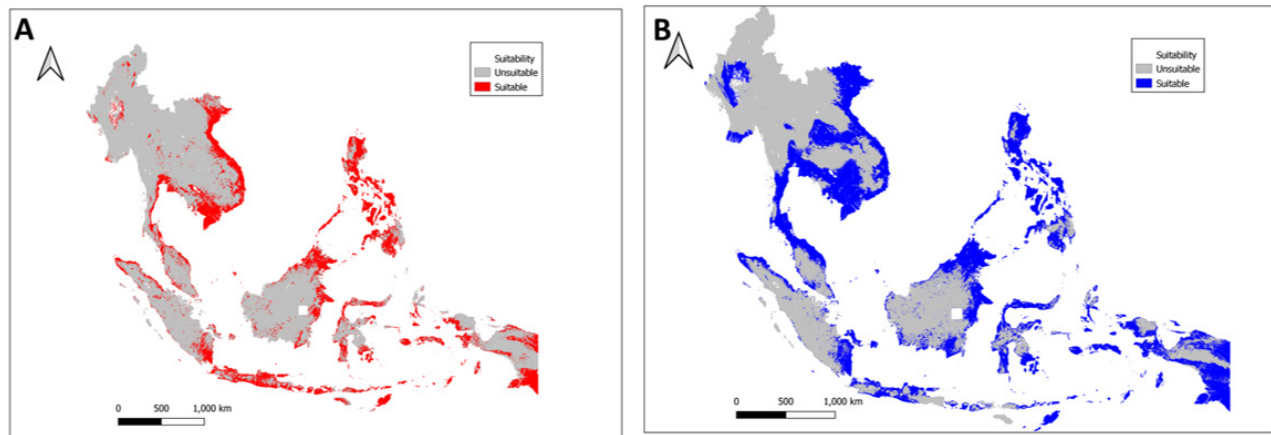 A
Suitability
Unsuitable
Suitable
0 500 1,000 km
B
Suitability
Unsuitable
Suitable
0 500 1,000 km